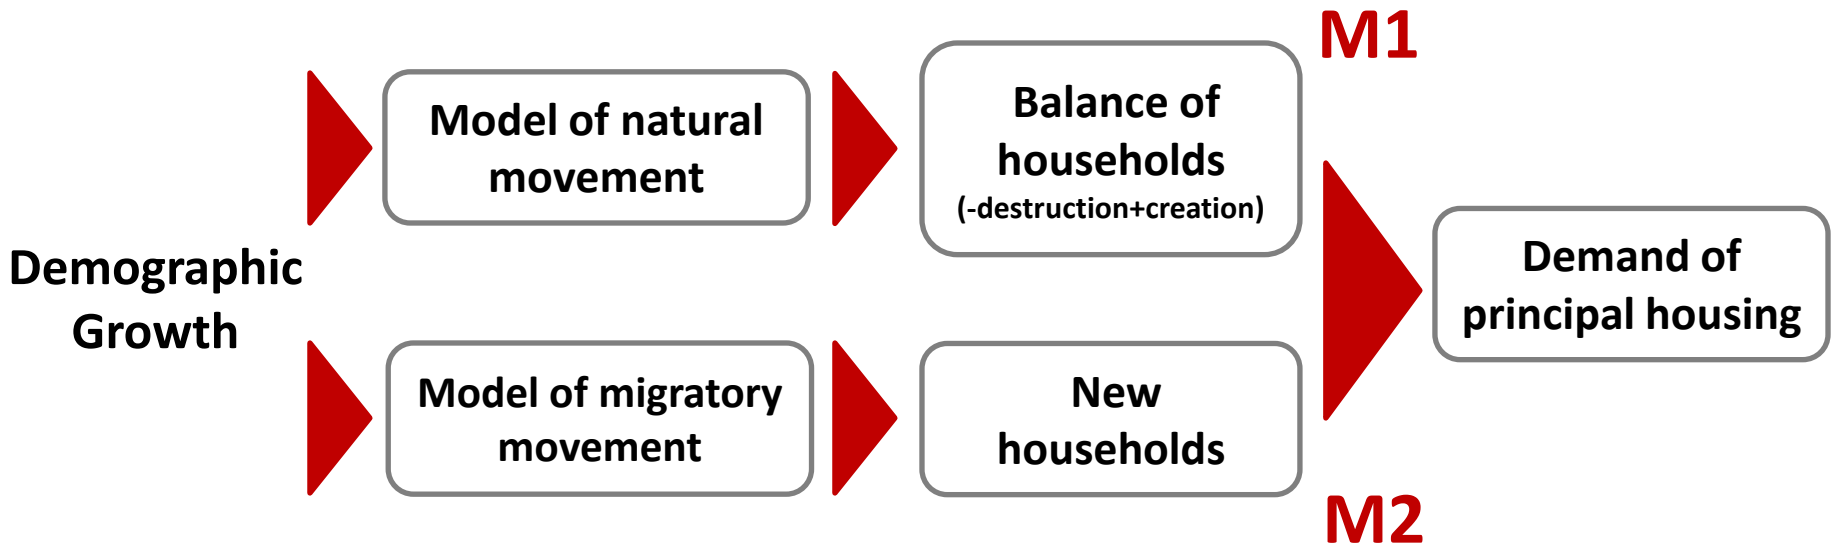 Demographic
Growth
Model of natural
movement
Balance of
households
(-destruction+creation)
M1
Model of migratory
movement
New
households
M2
Demand of
principal housing